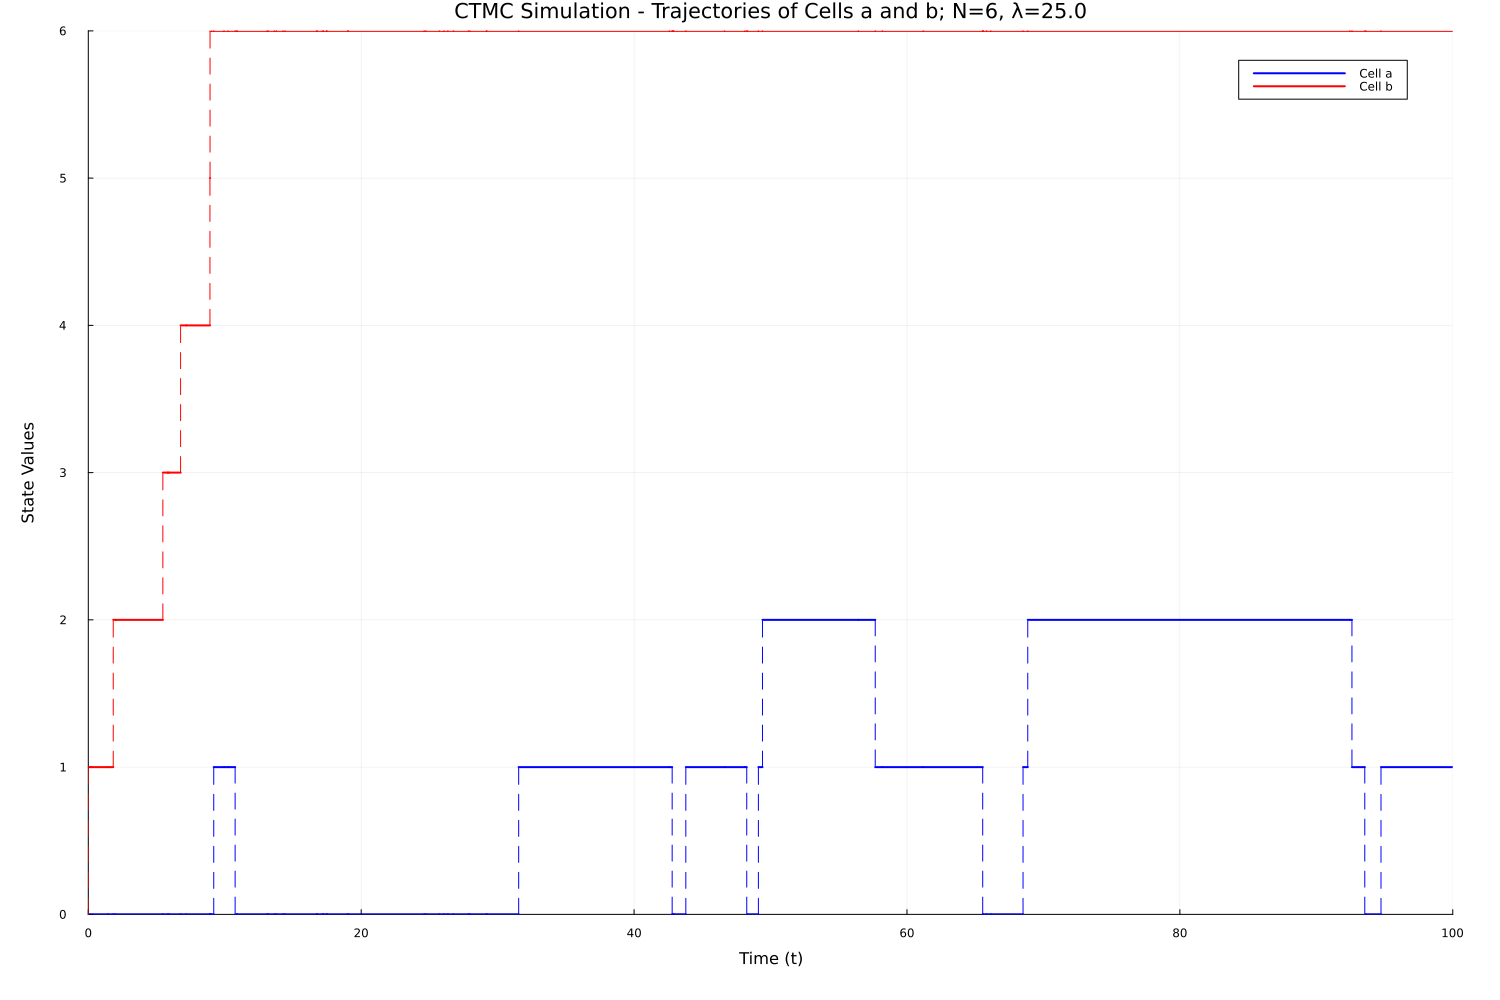 CTMC Simulation - Trajectories of Cells a and b; N=6, λ=25.0
6
Cell a
Cell b
5
4
3
State Values
2
1
0
0 20 40 60 80 100
Time (t)